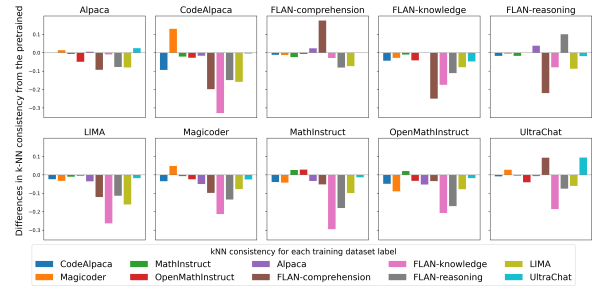 Differences in k-NN consistency from the pretrained
Alpaca
CodeAlpaca
FLAN-comprehension
FLAN-knowledge
FLAN-reasoning
0.1
0.0
−0.1
−0.2
−0.3
LIMA
Magicoder
MathInstruct
OpenMathInstruct
UltraChat
0.1
0.0
−0.1
−0.2
−0.3
kNN consistency for each training dataset label
CodeAlpaca
MathInstruct
Alpaca
FLAN-knowledge
LIMA
Magicoder
OpenMathInstruct
FLAN-comprehension
FLAN-reasoning
UltraChat